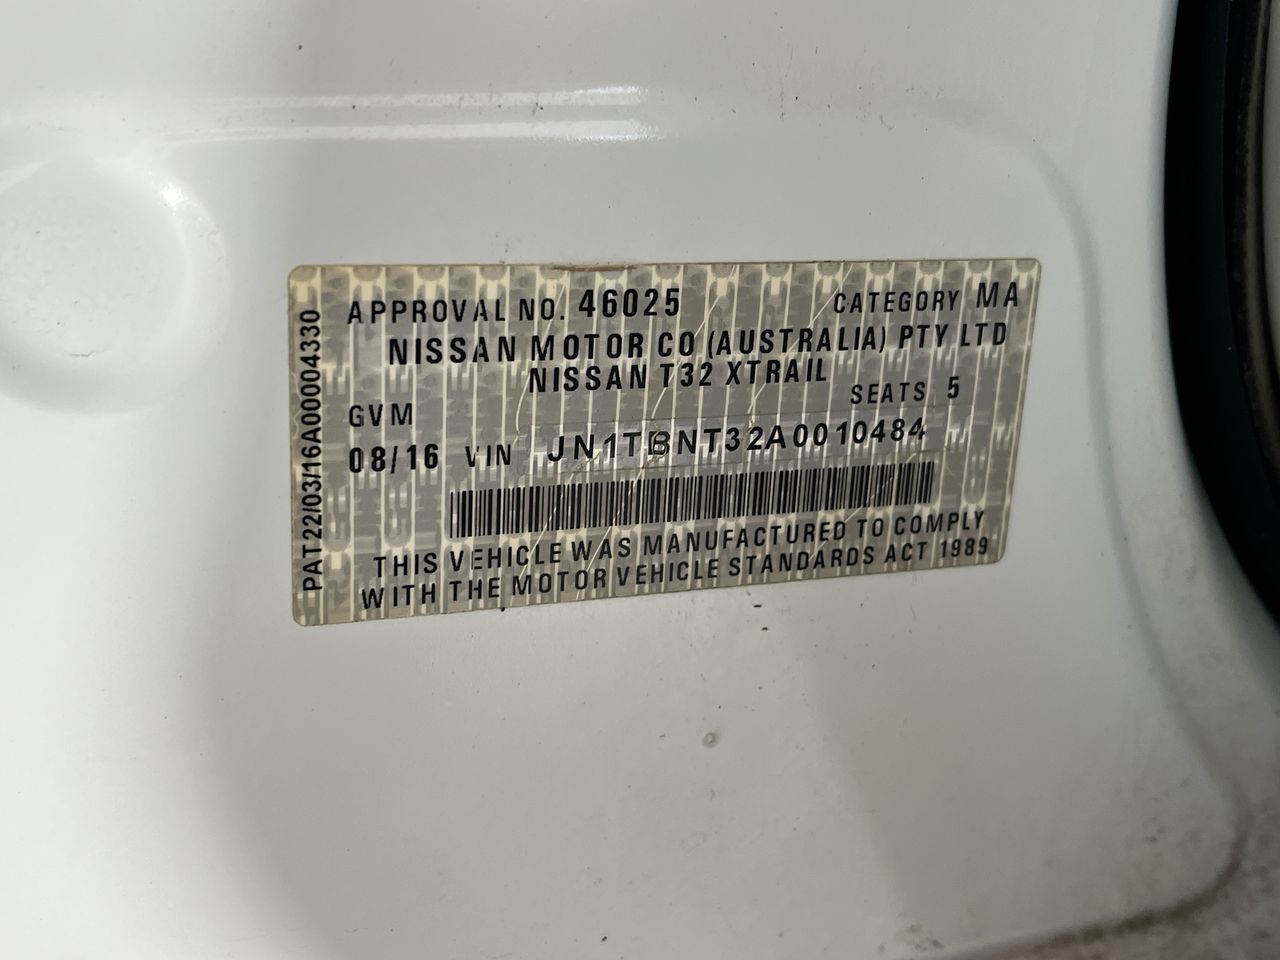 APPROVAL NO. 46025 CATEGORY MA
NISSAN MOTOR CO (AUSTRALIA) PTY LTD
NISSAN T32 XTRAIL
GVM SEATS 5
08/16 VIN JN1TBNT32A0010484
THIS VEHICLE WAS MANUFACTURED TO COMPLY
WITH THE MOTOR VEHICLE STANDARDS ACT 1989
PAT22/03/16A00004330